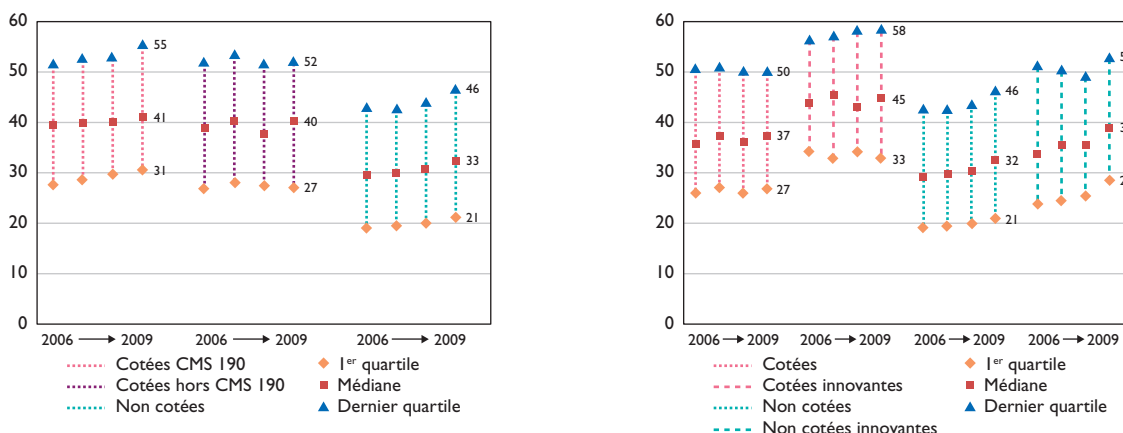 60
50
40
30
20
10
0
55
41
31
52
40
27
46
33
21
2006 → 2009 2006 → 2009 2006 → 2009
Cotées CMS 190
Cotées hors CMS 190
Non cotées
1er quartile
Médiane
Dernier quartile
60
50
40
30
20
10
0
50
37
27
58
45
33
46
32
21
2006 → 2009 2006 → 2009 2006 → 2009 2006 → 2009
Cotées
Cotées innovantes
Non cotées
Non cotées innovantes
1er quartile
Médiane
Dernier quartile